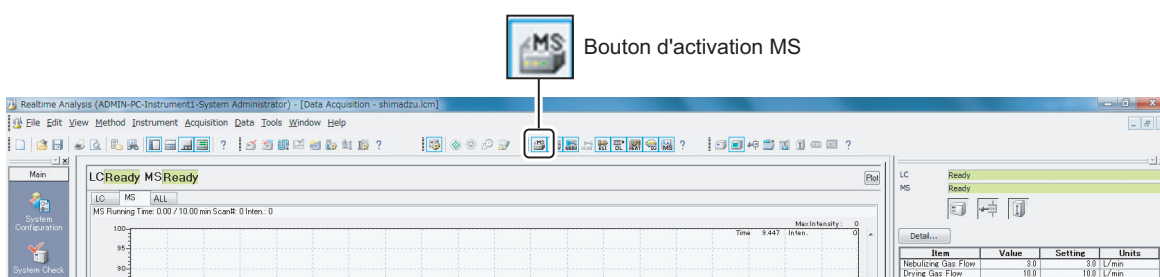 MS
Bouton d'activation MS
Realtime Analysis (ADMIN-PC-Instrument1-System Administrator) - [Data Acquisition - shimadzu.lcm]
File Edit View Method Instrument Acquisition Data Tools Window Help
Main
LC Ready MS Ready
Plot
LC Ready
MS Ready
LC MS ALL
MS Running Time: 0.00 / 10.00 min Scan#: 0 Inten.: 0
Max Intensity : 0
Time 9.447 Inten. 0
System Configuration
100
95
90
Detail...
Item Value Setting Units
Nebulizing Gas Flow 3.0 3.0 L/min
Drying Gas Flow 10.0 10.0 L/min
System Check